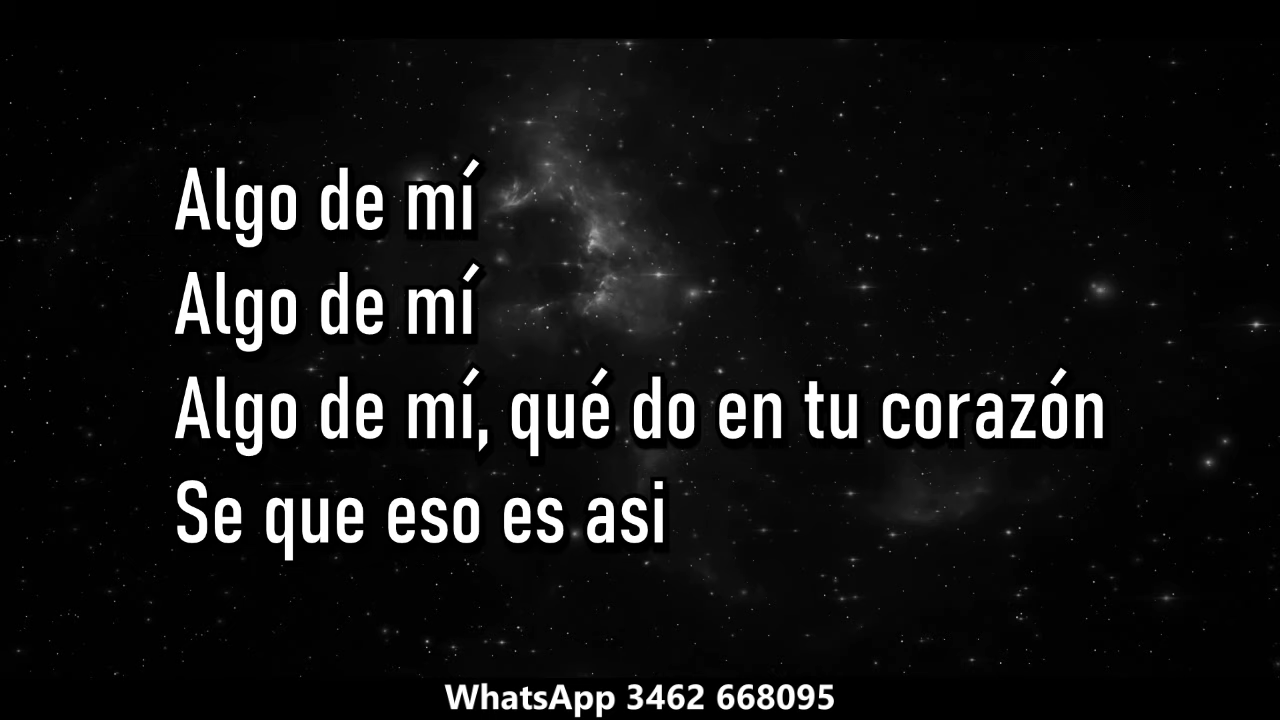 Algo de mí
Algo de mí
Algo de mí, qué do en tu corazón
Se que eso es asi
WhatsApp 3462 668095